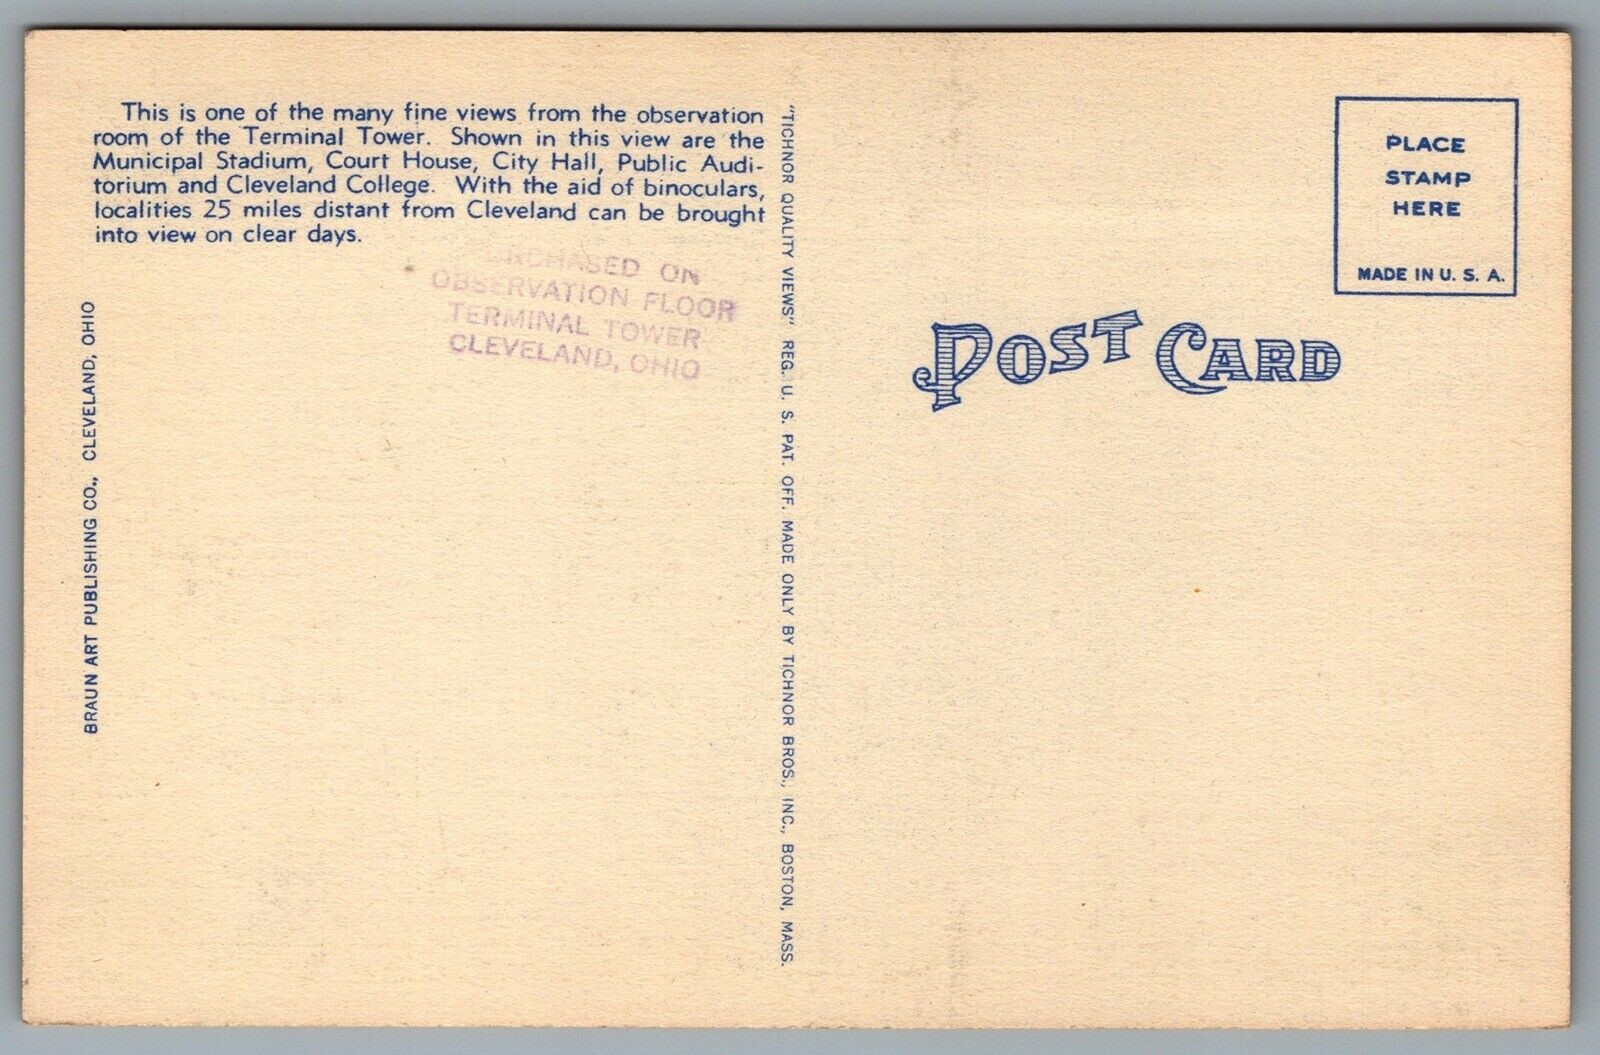 This is one of the many fine views from the observation
room of the Terminal Tower. Shown in this view are the
Municipal Stadium, Court House, City Hall, Public Audi-
torium and Cleveland College. With the aid of binoculars,
localities 25 miles distant from Cleveland can be brought
into view on clear days.
PURCHASED ON
OBSERVATION FLOOR
TERMINAL TOWER
CLEVELAND, OHIO
BRAUN ART PUBLISHING CO., CLEVELAND, OHIO
"TICHNOR QUALITY VIEWS" REG. U. S. PAT. OFF. MADE ONLY BY TICHNOR BROS., INC., BOSTON, MASS.
POST CARD
PLACE
STAMP
HERE
MADE IN U. S. A.